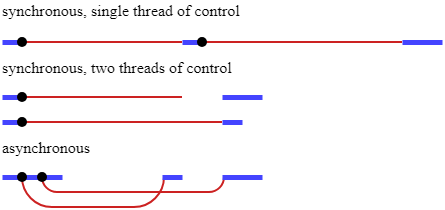 synchronous, single thread of control
synchronous, two threads of control
asynchronous